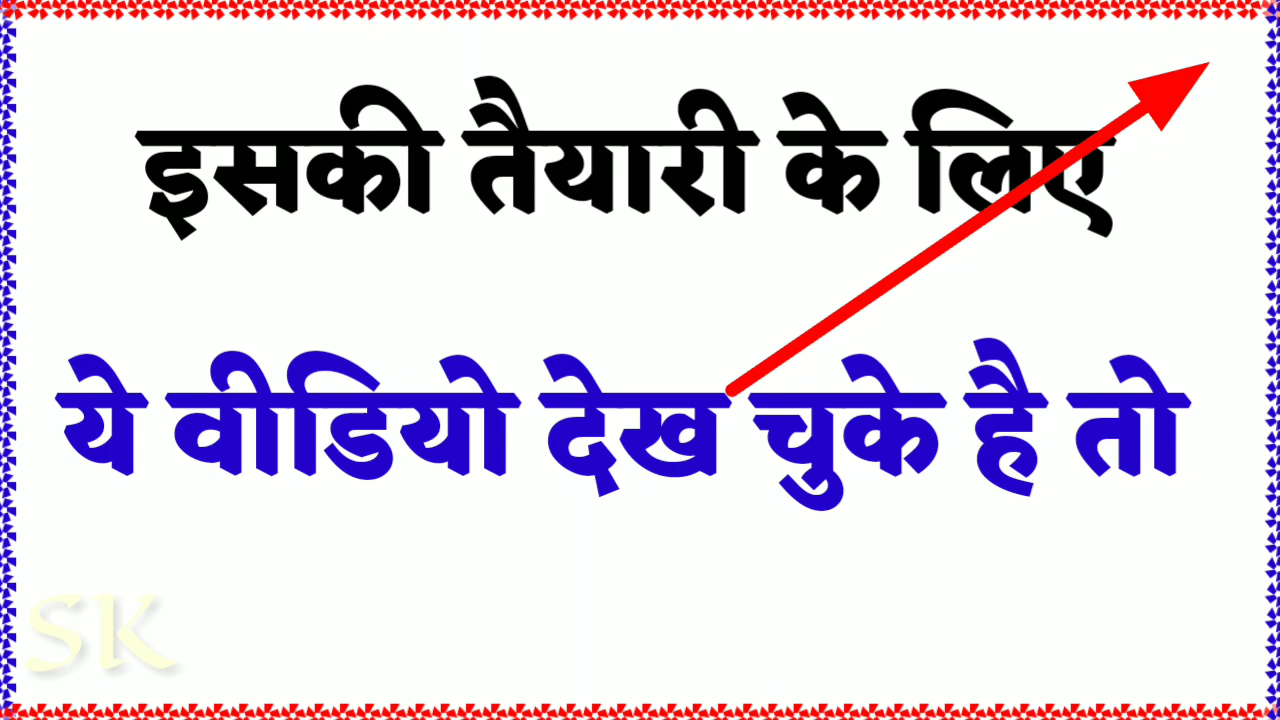 इसकी तैयारी के लिए
ये वीडियो देख चुके है तो
SK